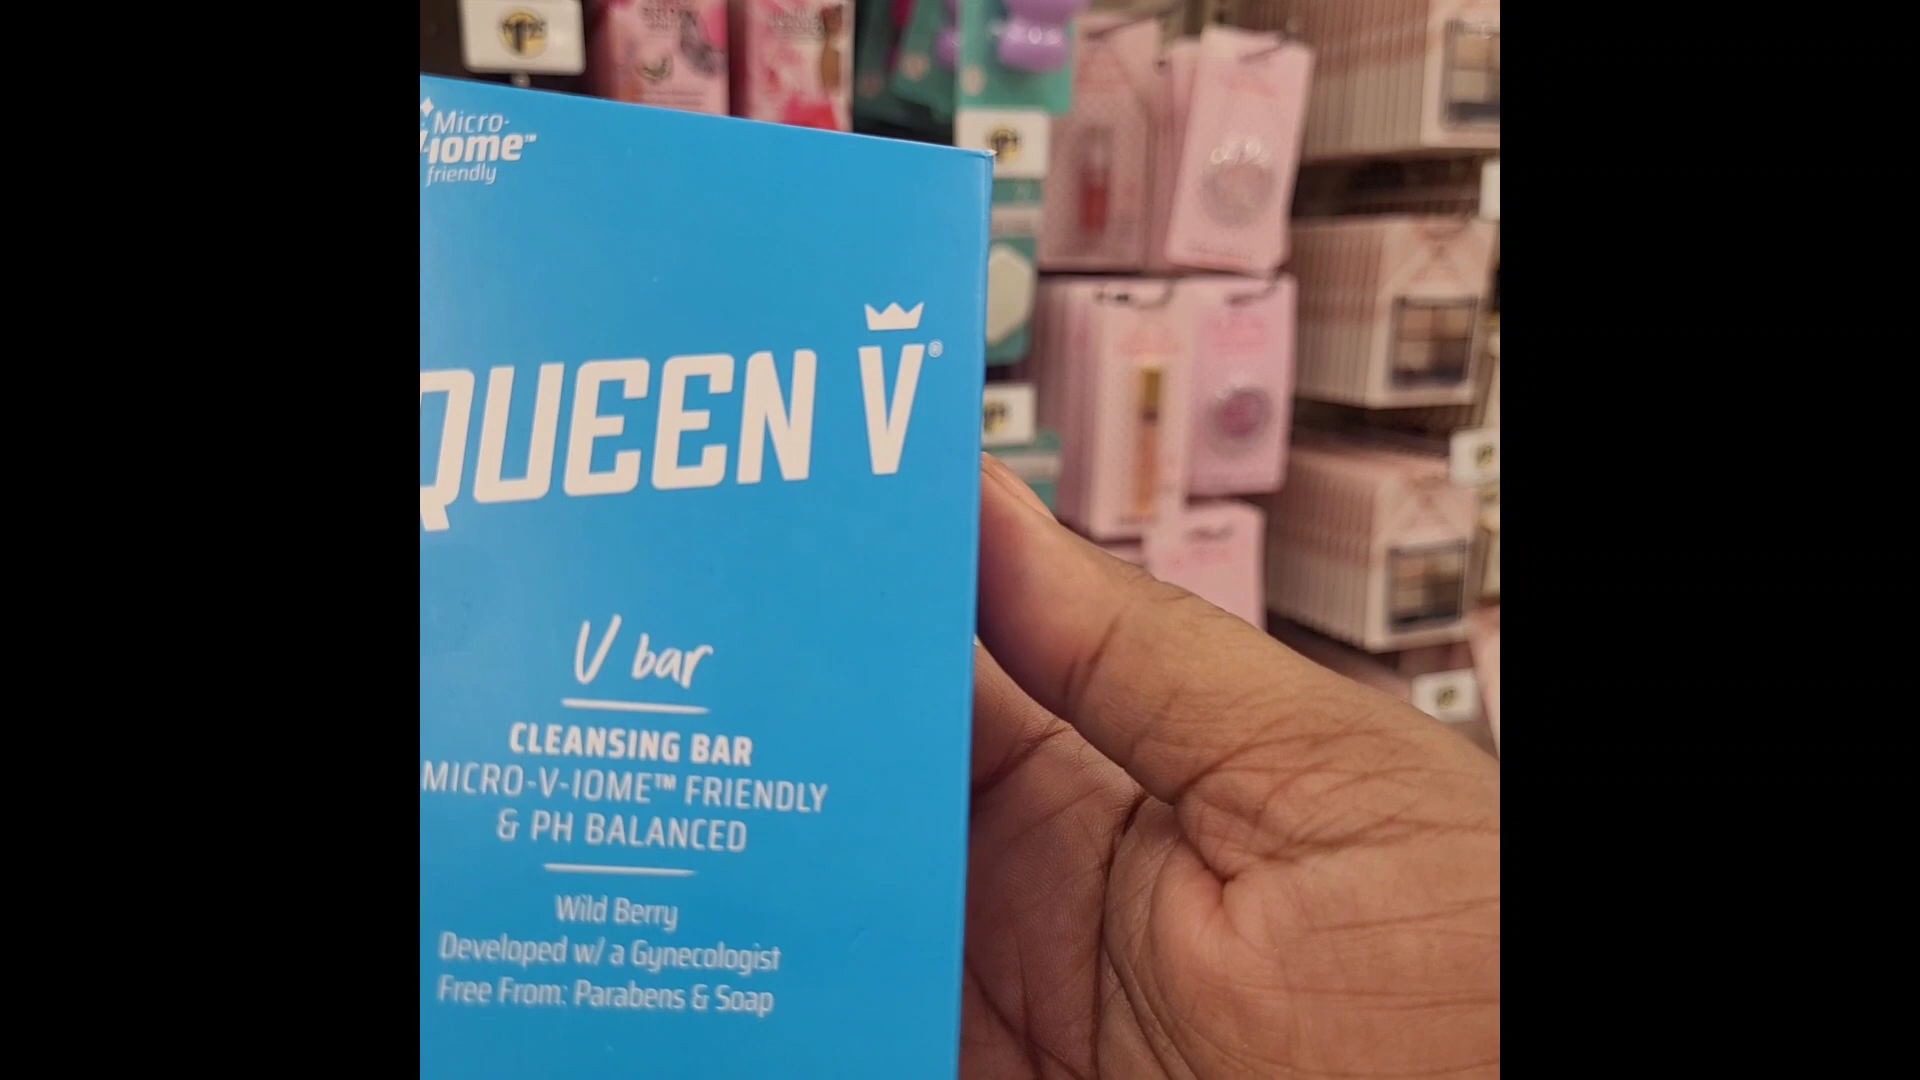 Micro-
V-iome™
friendly
QUEEN V®
V bar
CLEANSING BAR
MICRO-V-IOME™ FRIENDLY
& PH BALANCED
Wild Berry
Developed w/ a Gynecologist
Free From: Parabens & Soap